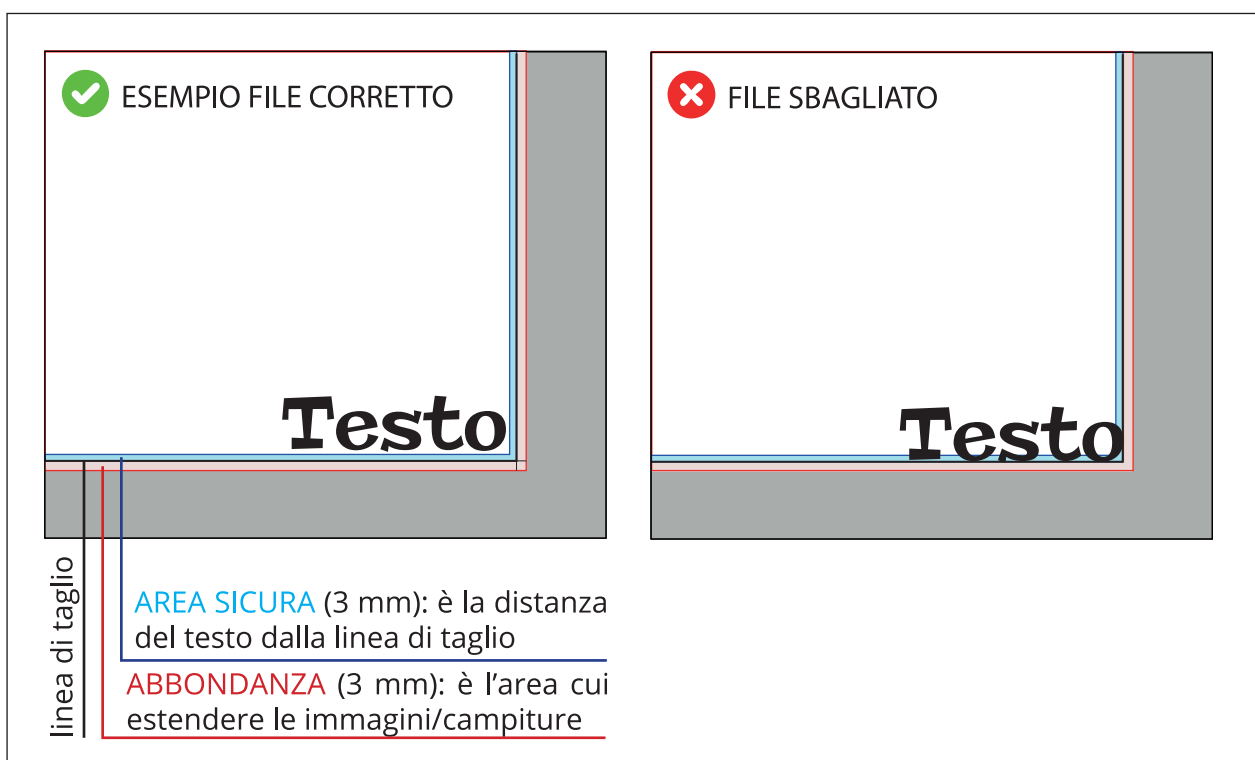 ESEMPIO FILE CORRETTO
Testo
linea di taglio
AREA SICURA (3 mm): è la distanza
del testo dalla linea di taglio
ABBONDANZA (3 mm): è l’area cui
estendere le immagini/campiture
FILE SBAGLIATO
Testo